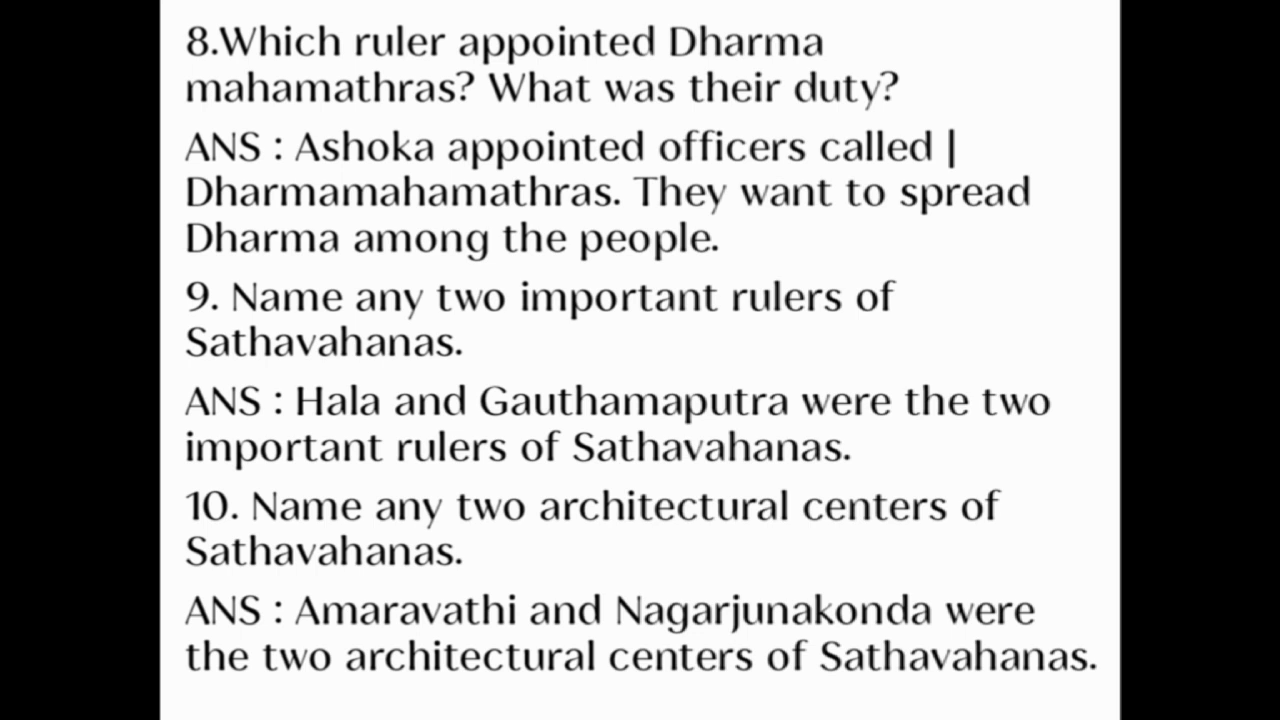 8.Which ruler appointed Dharma
mahamathras? What was their duty?
ANS : Ashoka appointed officers called |
Dharmamahamathras. They want to spread
Dharma among the people.
9. Name any two important rulers of
Sathavahanas.
ANS : Hala and Gauthamaputra were the two
important rulers of Sathavahanas.
10. Name any two architectural centers of
Sathavahanas.
ANS : Amaravathi and Nagarjunakonda were
the two architectural centers of Sathavahanas.